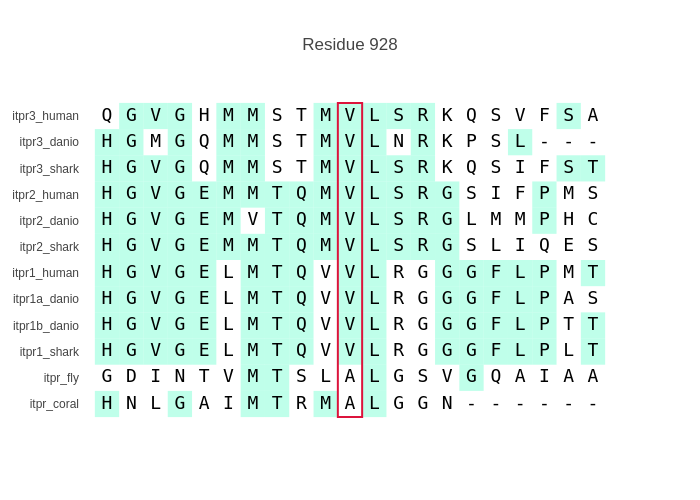 Residue 928
itpr3_human Q G V G H M M S T M V L S R K Q S V F S A
itpr3_danio H G M G Q M M S T M V L N R K P S L - - -
itpr3_shark H G V G Q M M S T M V L S R K Q S I F S T
itpr2_human H G V G E M M T Q M V L S R G S I F P M S
itpr2_danio H G V G E M V T Q M V L S R G L M M P H C
itpr2_shark H G V G E M M T Q M V L S R G S L I Q E S
itpr1_human H G V G E L M T Q V V L R G G G F L P M T
itpr1a_danio H G V G E L M T Q V V L R G G G F L P A S
itpr1b_danio H G V G E L M T Q V V L R G G G F L P T T
itpr1_shark H G V G E L M T Q V V L R G G G F L P L T
itpr_fly G D I N T V M T S L A L G S V G Q A I A A
itpr_coral H N L G A I M T R M A L G G N - - - - - -